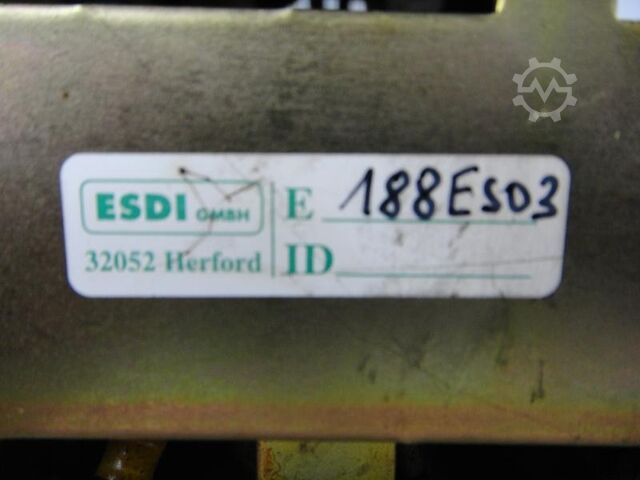 ESDI GMBH
32052 Herford
E 188ES03
ID